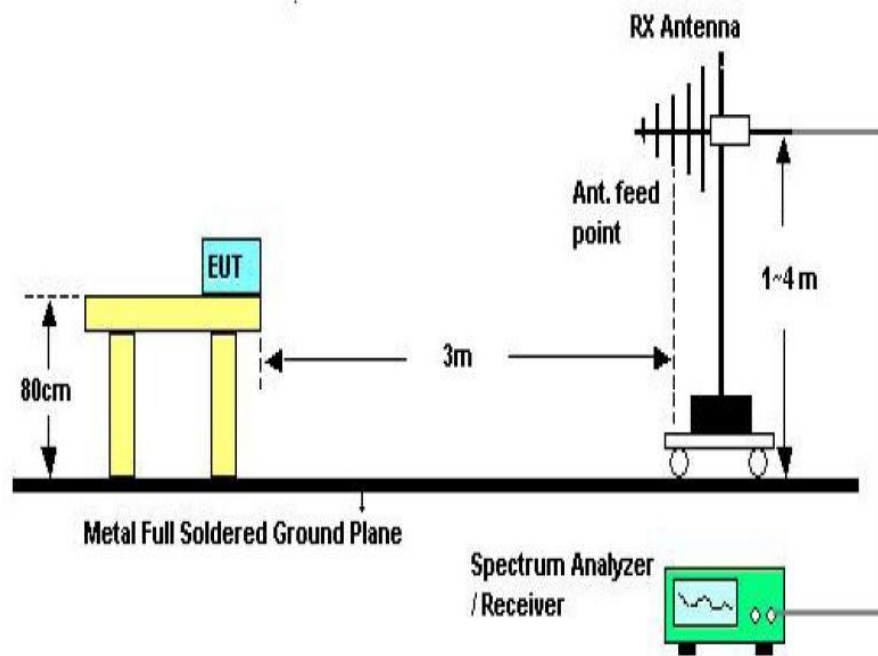 RX Antenna
Ant. feed
point
EUT
1~4 m
3m
80cm
Metal Full Soldered Ground Plane
Spectrum Analyzer
/ Receiver